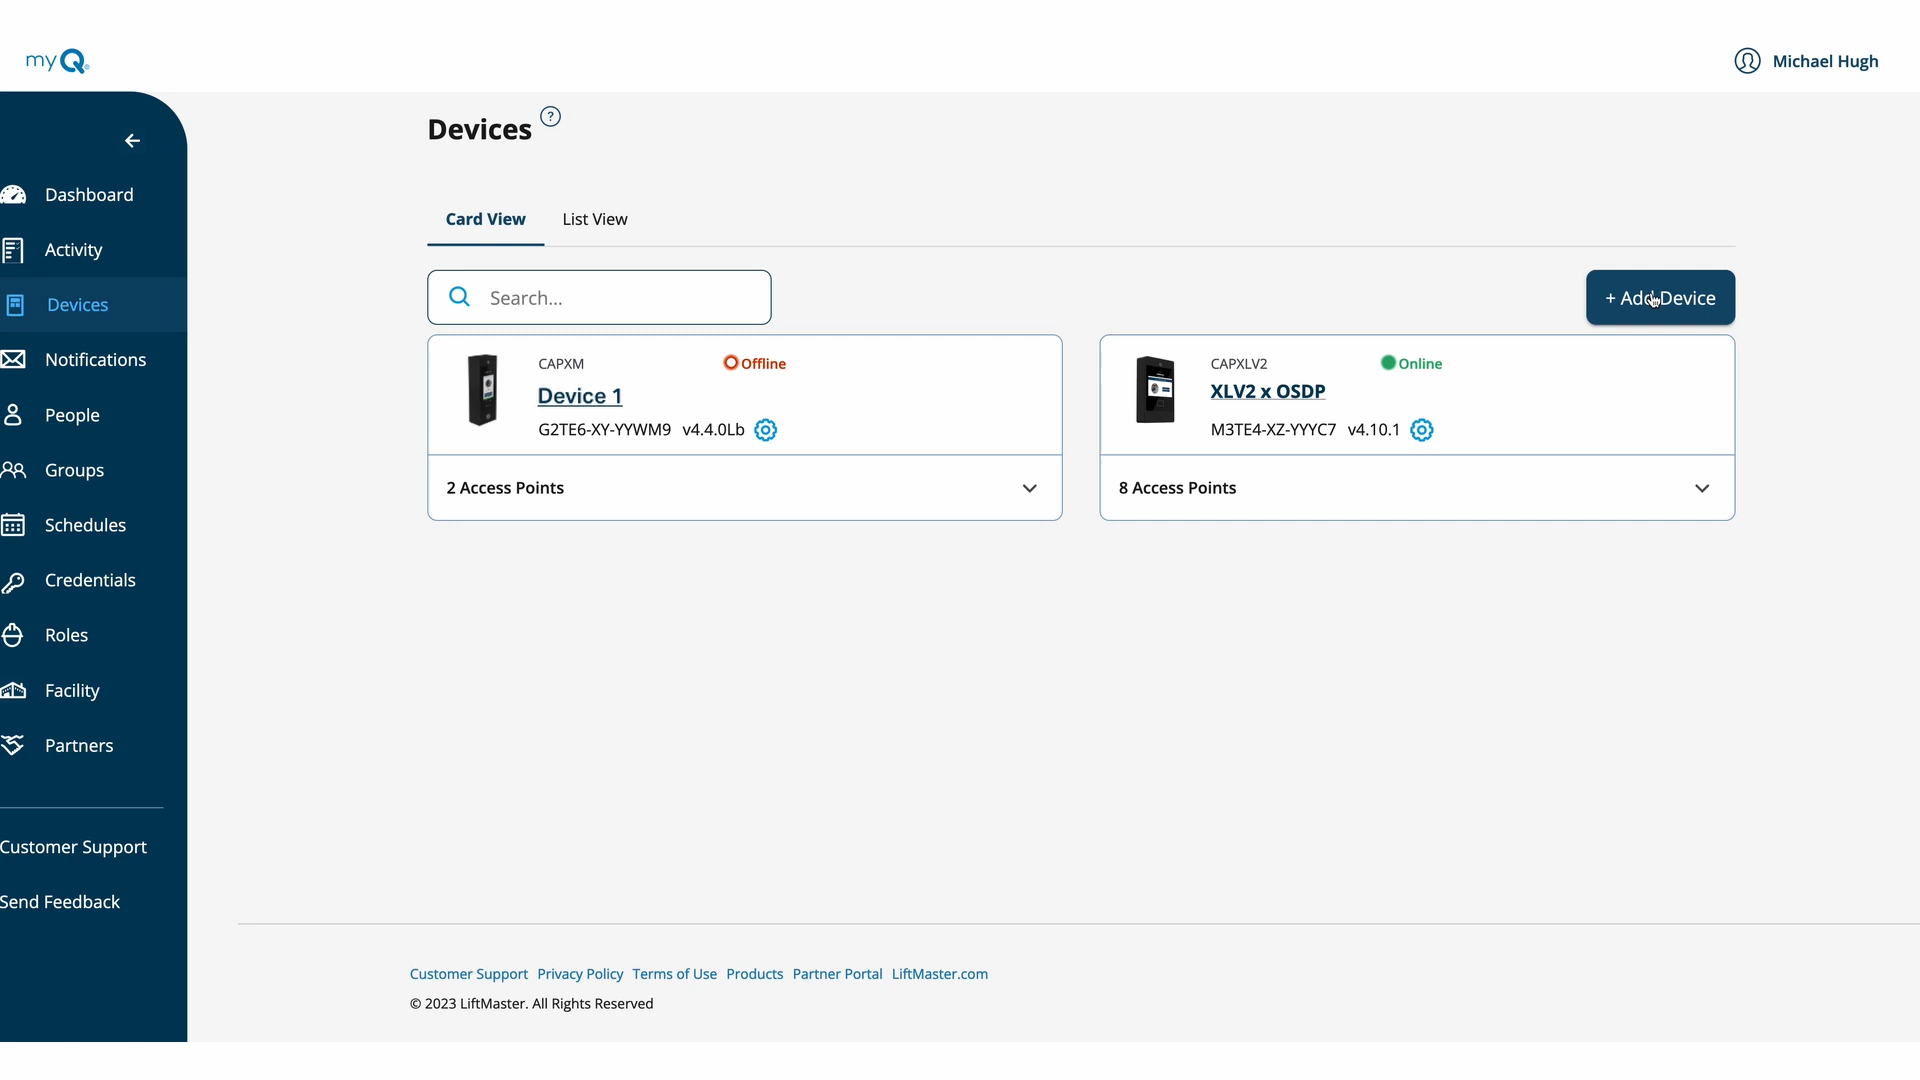 myQ
Michael Hugh
Devices ?
Card View List View
Search...
+ Add Device
CAPXM Offline
Device 1
G2TE6-XY-YYWM9 v4.4.0Lb
2 Access Points
CAPXLV2 Online
XLV2 x OSDP
M3TE4-XZ-YYYC7 v4.10.1
8 Access Points
Dashboard
Activity
Devices
Notifications
People
Groups
Schedules
Credentials
Roles
Facility
Partners
Customer Support
Send Feedback
Customer Support Privacy Policy Terms of Use Products Partner Portal LiftMaster.com
© 2023 LiftMaster. All Rights Reserved